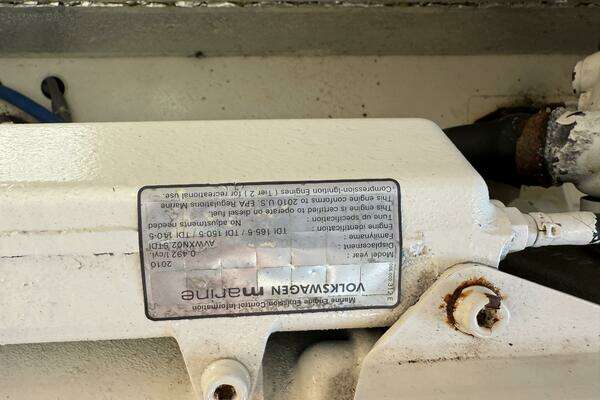 Marine Engine Emission Control Information
VOLKSWAGEN marine
Model year : 2010
Displacement : 0.492 l/cyl.
Familyname :
Engine identification : TDI 165-5 / TDI 150-5 / TDI 140-5
Tune up specification : No adjustments needed
This engine is certified to operate on diesel fuel.
This engine conforms to 2010 U.S. EPA Regulations Marine
Compression-Ignition Engines ( Tier 2 ) for recreational use.